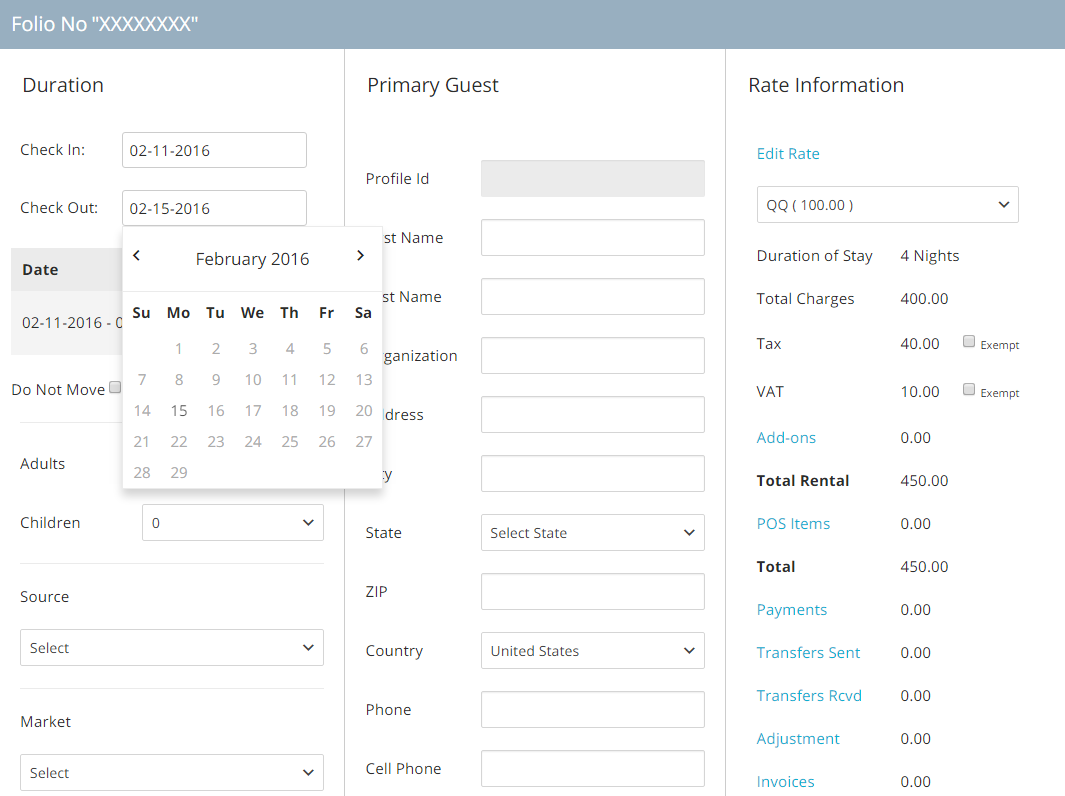 Folio No "XXXXXXXX"
Duration
Check In:
02-11-2016
Check Out:
02-15-2016
February 2016
Su Mo Tu We Th Fr Sa
1 2 3 4 5 6
7 8 9 10 11 12 13
14 15 16 17 18 19 20
21 22 23 24 25 26 27
28 29
Date
02-11-2016 - 0
Do Not Move
Adults
Children
0
Source
Select
Market
Select
Primary Guest
Profile Id
st Name
st Name
rganization
dress
ty
State
Select State
ZIP
Country
United States
Phone
Cell Phone
Rate Information
Edit Rate
QQ ( 100.00 )
Duration of Stay 4 Nights
Total Charges 400.00
Tax 40.00 Exempt
VAT 10.00 Exempt
Add-ons 0.00
Total Rental 450.00
POS Items 0.00
Total 450.00
Payments 0.00
Transfers Sent 0.00
Transfers Rcvd 0.00
Adjustment 0.00
Invoices 0.00